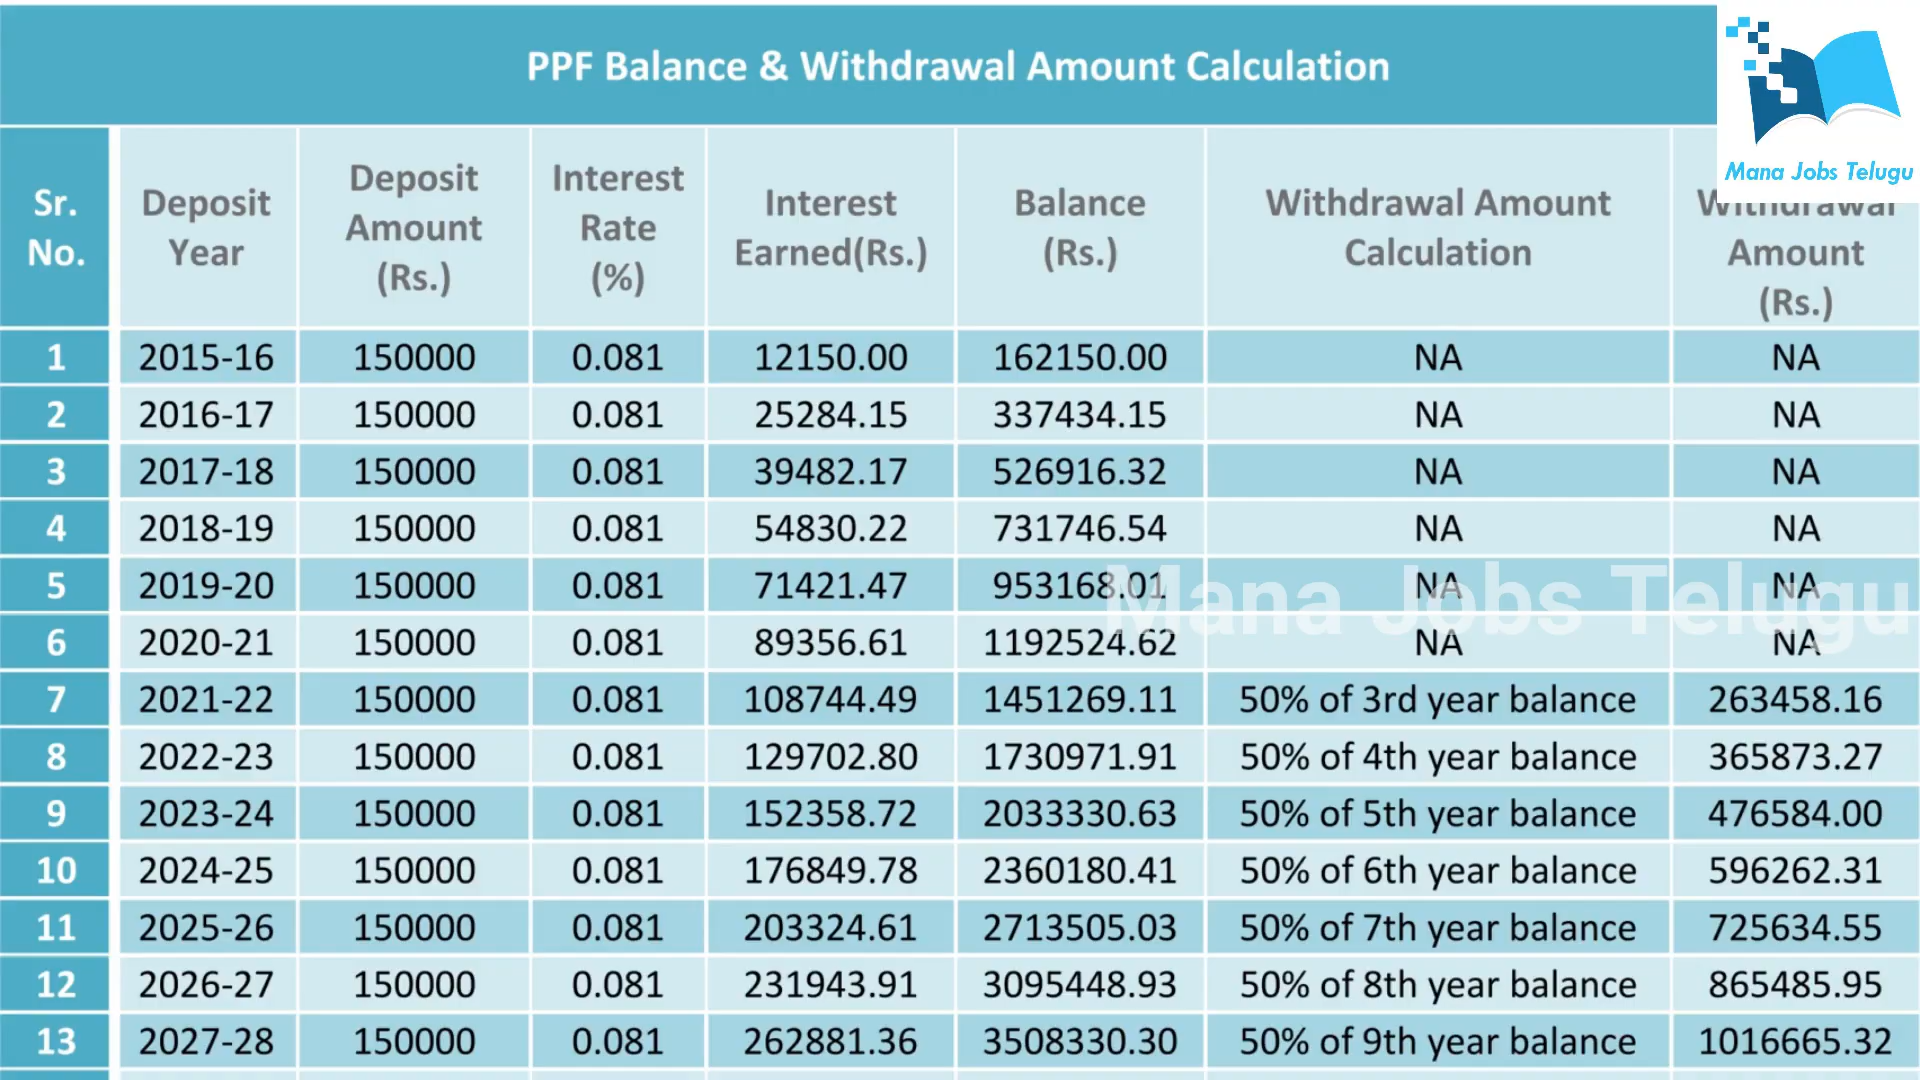 PPF Balance & Withdrawal Amount Calculation
Mana Jobs Telugu
Sr. No. Deposit Year Deposit Amount (Rs.) Interest Rate (%) Interest Earned(Rs.) Balance (Rs.) Withdrawal Amount Calculation Withdrawal Amount (Rs.)
1 2015-16 150000 0.081 12150.00 162150.00 NA NA
2 2016-17 150000 0.081 25284.15 337434.15 NA NA
3 2017-18 150000 0.081 39482.17 526916.32 NA NA
4 2018-19 150000 0.081 54830.22 731746.54 NA NA
5 2019-20 150000 0.081 71421.47 953168.01 NA NA
Mana Jobs Telugu
6 2020-21 150000 0.081 89356.61 1192524.62 NA NA
7 2021-22 150000 0.081 108744.49 1451269.11 50% of 3rd year balance 263458.16
8 2022-23 150000 0.081 129702.80 1730971.91 50% of 4th year balance 365873.27
9 2023-24 150000 0.081 152358.72 2033330.63 50% of 5th year balance 476584.00
10 2024-25 150000 0.081 176849.78 2360180.41 50% of 6th year balance 596262.31
11 2025-26 150000 0.081 203324.61 2713505.03 50% of 7th year balance 725634.55
12 2026-27 150000 0.081 231943.91 3095448.93 50% of 8th year balance 865485.95
13 2027-28 150000 0.081 262881.36 3508330.30 50% of 9th year balance 1016665.32